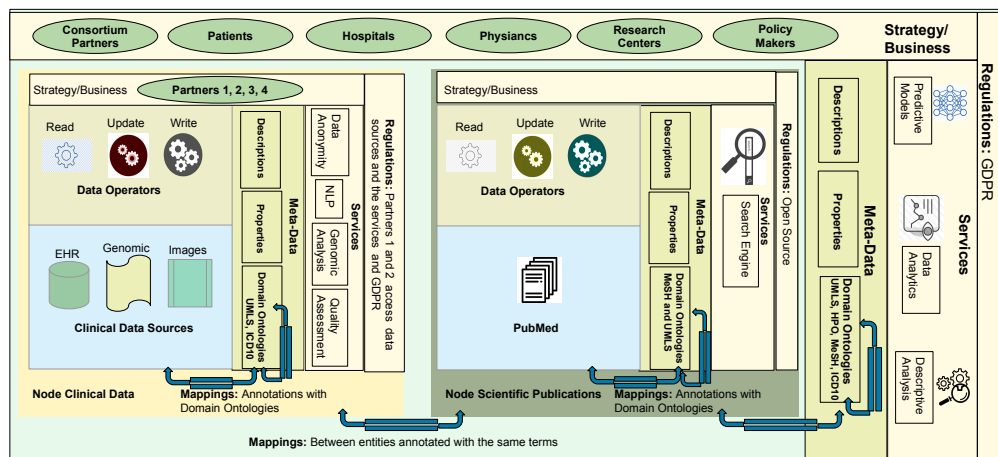 Consortium
Partners
Patients
Hospitals
Physiancs
Research
Centers
Policy
Makers
Strategy/
Business
Strategy/Business
Partners 1, 2, 3, 4
Read
Update
Write
Data Operators
EHR
Genomic
Images
Clinical Data Sources
Descriptions
Properties
Domain Ontologies
UMLS, ICD10
Meta-Data
Data
Anonymity
NLP
Genomic
Analysis
Quality
Assessment
Services
Regulations: Partners 1 and 2 access data
sources and the services and GDPR
Node Clinical Data
Mappings: Annotations with
Domain Ontologies
Strategy/Business
Read
Update
Write
Data Operators
PubMed
Descriptions
Properties
Domain Ontologies
MeSH and UMLS
Meta-Data
Search Engine
Services
Regulations: Open Source
Node Scientific Publications
Mappings: Annotations with
Domain Ontologies
Mappings: Between entities annotated with the same terms
Descriptions
Properties
Domain Ontologies
UMLS, HPO, MeSH, ICD10
Meta-Data
Predictive
Models
Data
Analytics
Descriptive
Analysis
Services
Regulations: GDPR